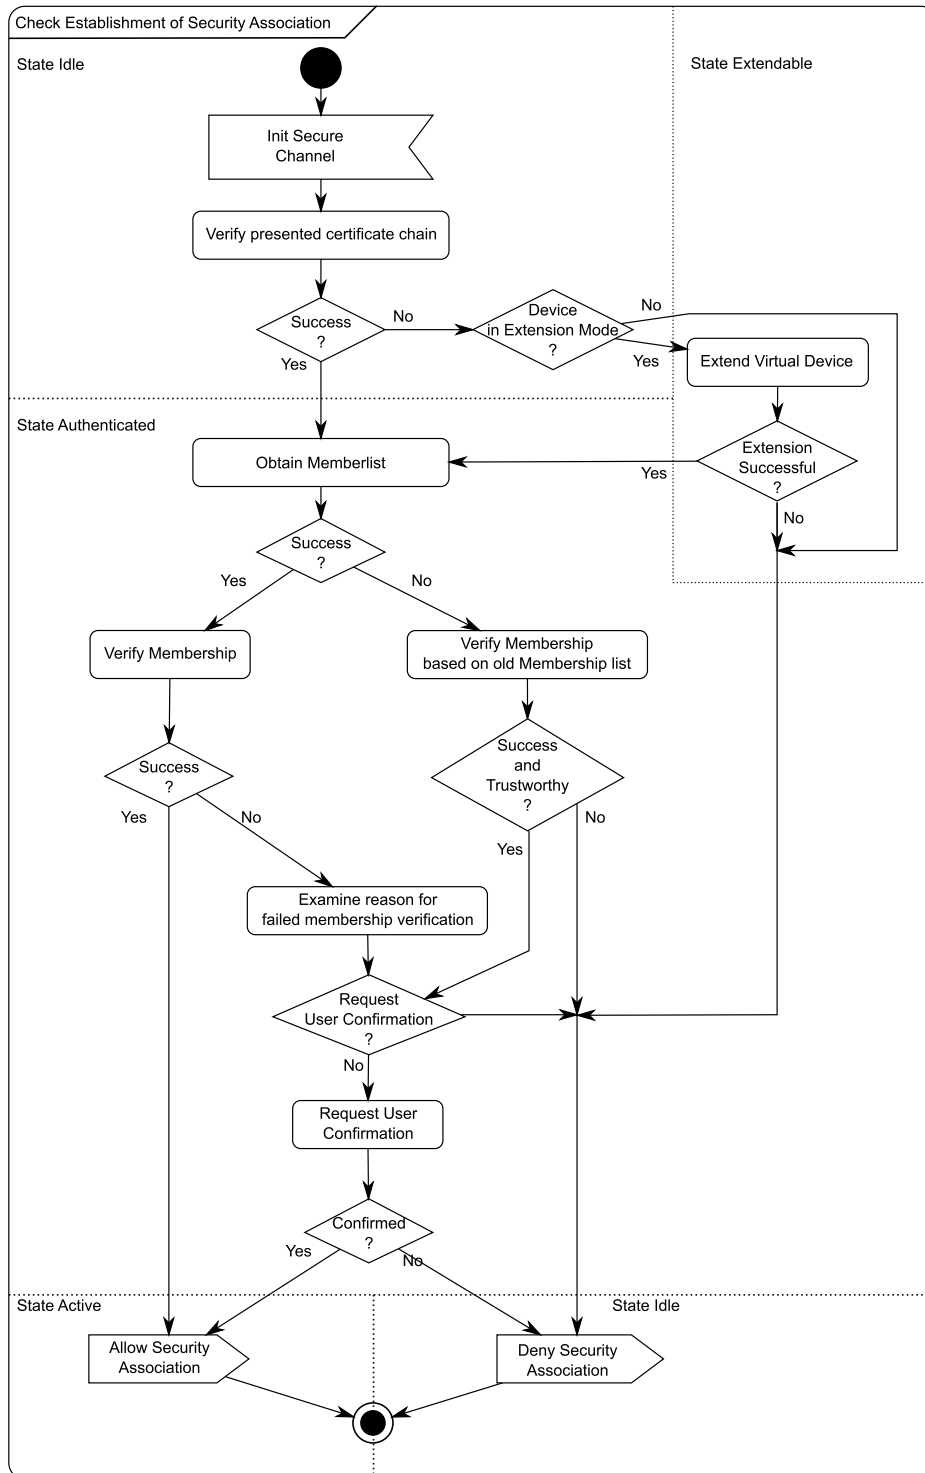 Check Establishment of Security Association
State Idle
State Extendable
Init Secure
Channel
Verify presented certificate chain
Success
?
No
Yes
Device
in Extension Mode
?
No
Yes
Extend Virtual Device
State Authenticated
Obtain Memberlist
Yes
Extension
Successful
?
No
Success
?
Yes
No
Verify Membership
Verify Membership
based on old Membership list
Success
?
Yes
No
Success
and
Trustworthy
?
Yes
No
Examine reason for
failed membership verification
Request
User Confirmation
?
No
Request User
Confirmation
Confirmed
?
Yes
No
State Active
State Idle
Allow Security
Association
Deny Security
Association